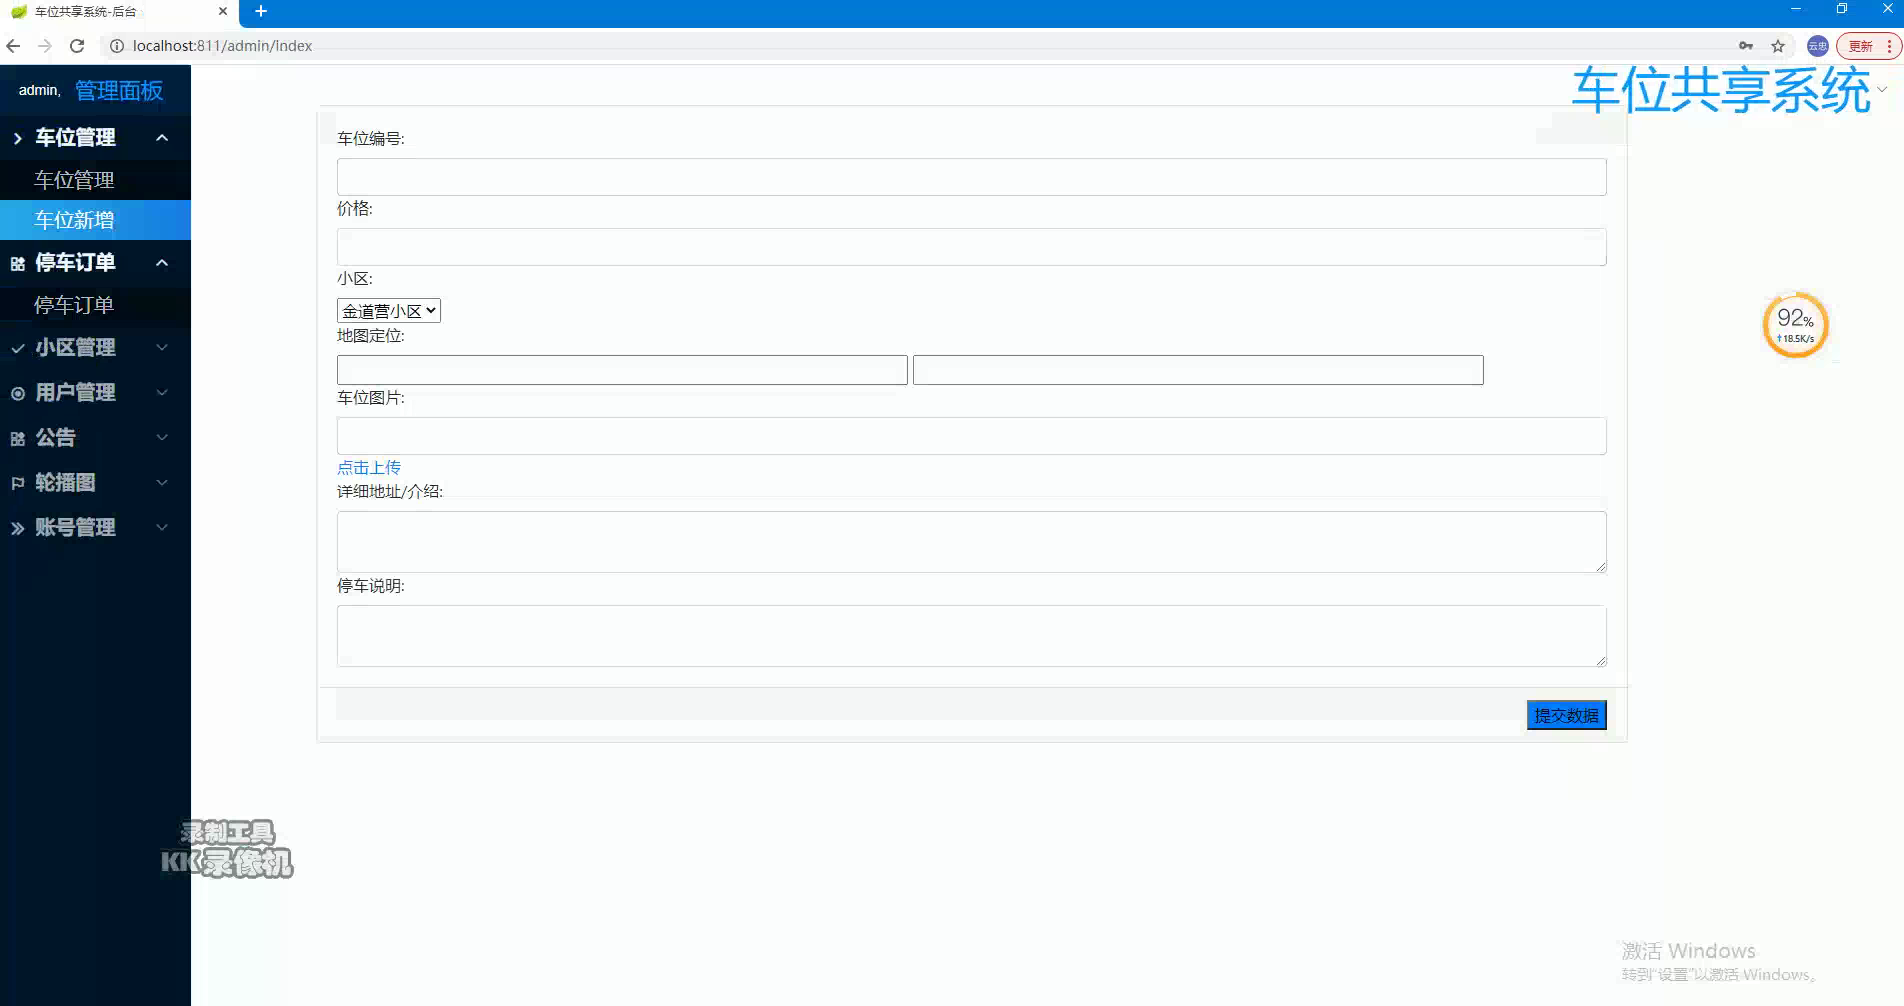 车位共享系统-后台
localhost:811/admin/index
云忠
更新
admin, 管理面板
车位共享系统
车位管理
车位管理
车位新增
停车订单
停车订单
小区管理
用户管理
公告
轮播图
账号管理
车位编号:
价格:
小区:
金道营小区
地图定位:
车位图片:
点击上传
详细地址/介绍:
停车说明:
提交数据
92%
↑18.5K/s
录制工具
KK录像机
激活 Windows
转到"设置"以激活 Windows。